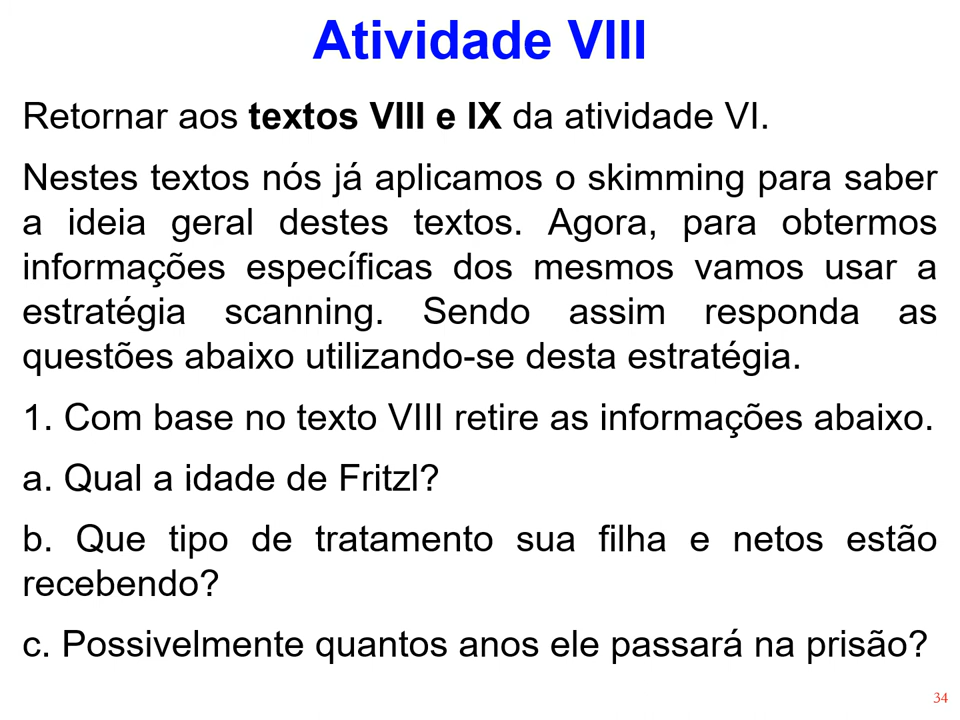 Atividade VIII
Retornar aos textos VIII e IX da atividade VI.
Nestes textos nós já aplicamos o skimming para saber
a ideia geral destes textos. Agora, para obtermos
informações específicas dos mesmos vamos usar a
estratégia scanning. Sendo assim responda as
questões abaixo utilizando-se desta estratégia.
1. Com base no texto VIII retire as informações abaixo.
a. Qual a idade de Fritzl?
b. Que tipo de tratamento sua filha e netos estão
recebendo?
c. Possivelmente quantos anos ele passará na prisão?
34